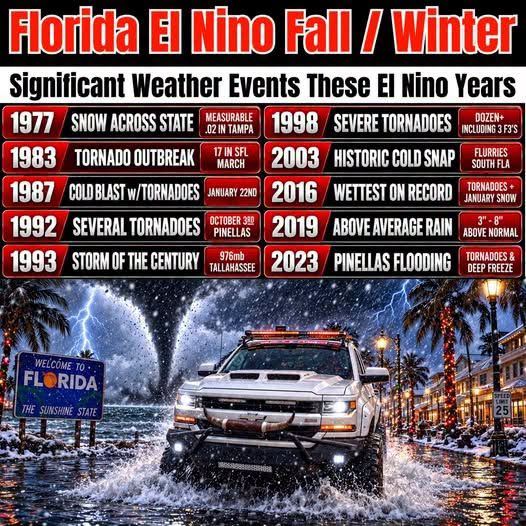 Florida El Nino Fall / Winter
Significant Weather Events These El Nino Years
1977 SNOW ACROSS STATE MEASURABLE .02 IN TAMPA
1983 TORNADO OUTBREAK 17 IN SFL MARCH
1987 COLD BLAST w/TORNADOES JANUARY 22ND
1992 SEVERAL TORNADOES OCTOBER 3RD PINELLAS
1993 STORM OF THE CENTURY 976mb TALLAHASSEE
1998 SEVERE TORNADOES DOZEN+ INCLUDING 3 F3'S
2003 HISTORIC COLD SNAP FLURRIES SOUTH FLA
2016 WETTEST ON RECORD TORNADOES + JANUARY SNOW
2019 ABOVE AVERAGE RAIN 3" - 8" ABOVE NORMAL
2023 PINELLAS FLOODING TORNADOES & DEEP FREEZE
WELCOME TO
FLORIDA
THE SUNSHINE STATE
SPEED
LIMIT
25